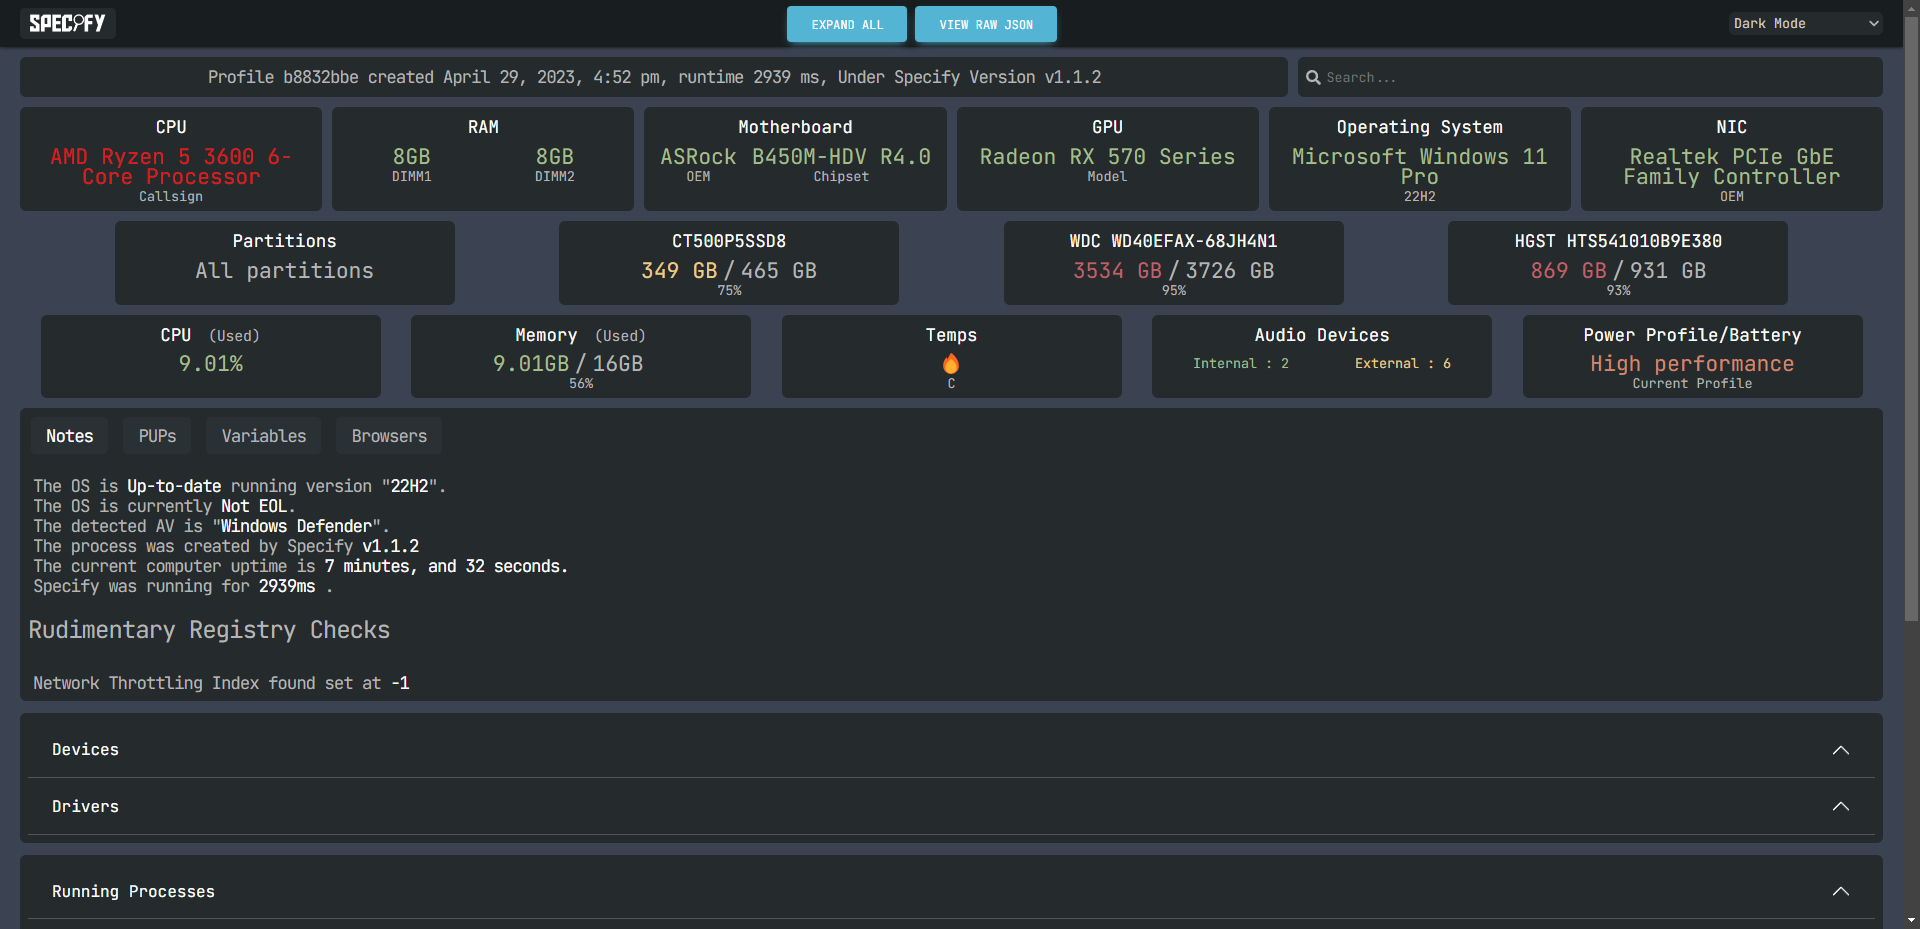 SPECIFY
EXPAND ALL
VIEW RAW JSON
Dark Mode
Profile b8832bbe created April 29, 2023, 4:52 pm, runtime 2939 ms, Under Specify Version v1.1.2
Search...
CPU
AMD Ryzen 5 3600 6-
Core Processor
Callsign
RAM
8GB
DIMM1
8GB
DIMM2
Motherboard
ASRock B450M-HDV R4.0
OEM
Chipset
GPU
Radeon RX 570 Series
Model
Operating System
Microsoft Windows 11
Pro
22H2
NIC
Realtek PCIe GbE
Family Controller
OEM
Partitions
All partitions
CT500P5SSD8
349 GB / 465 GB
75%
WDC WD40EFAX-68JH4N1
3534 GB / 3726 GB
95%
HGST HTS541010B9E380
869 GB / 931 GB
93%
CPU (Used)
9.01%
Memory (Used)
9.01GB / 16GB
56%
Temps
C
Audio Devices
Internal : 2
External : 6
Power Profile/Battery
High performance
Current Profile
Notes
PUPs
Variables
Browsers
The OS is Up-to-date running version "22H2".
The OS is currently Not EOL.
The detected AV is "Windows Defender".
The process was created by Specify v1.1.2
The current computer uptime is 7 minutes, and 32 seconds.
Specify was running for 2939ms .
Rudimentary Registry Checks
Network Throttling Index found set at -1
Devices
Drivers
Running Processes